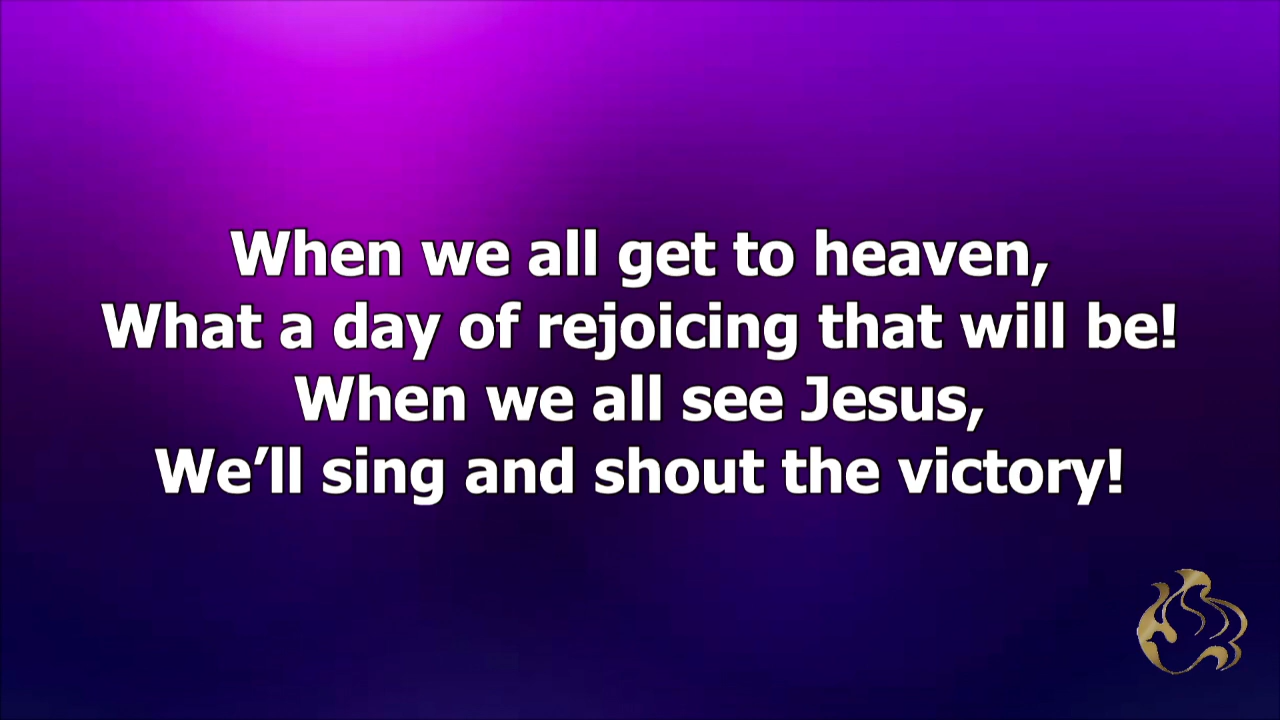 When we all get to heaven,
What a day of rejoicing that will be!
When we all see Jesus,
We’ll sing and shout the victory!